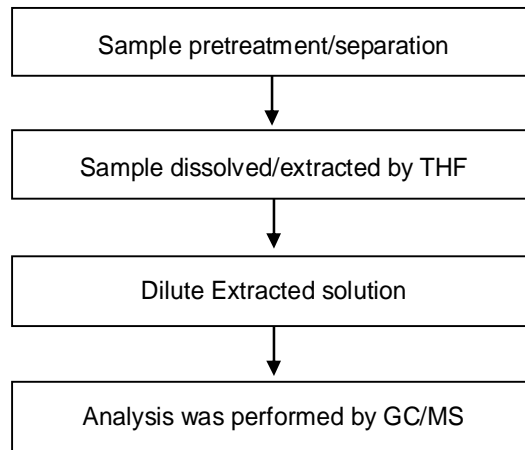 Sample pretreatment/separation
Sample dissolved/extracted by THF
Dilute Extracted solution
Analysis was performed by GC/MS